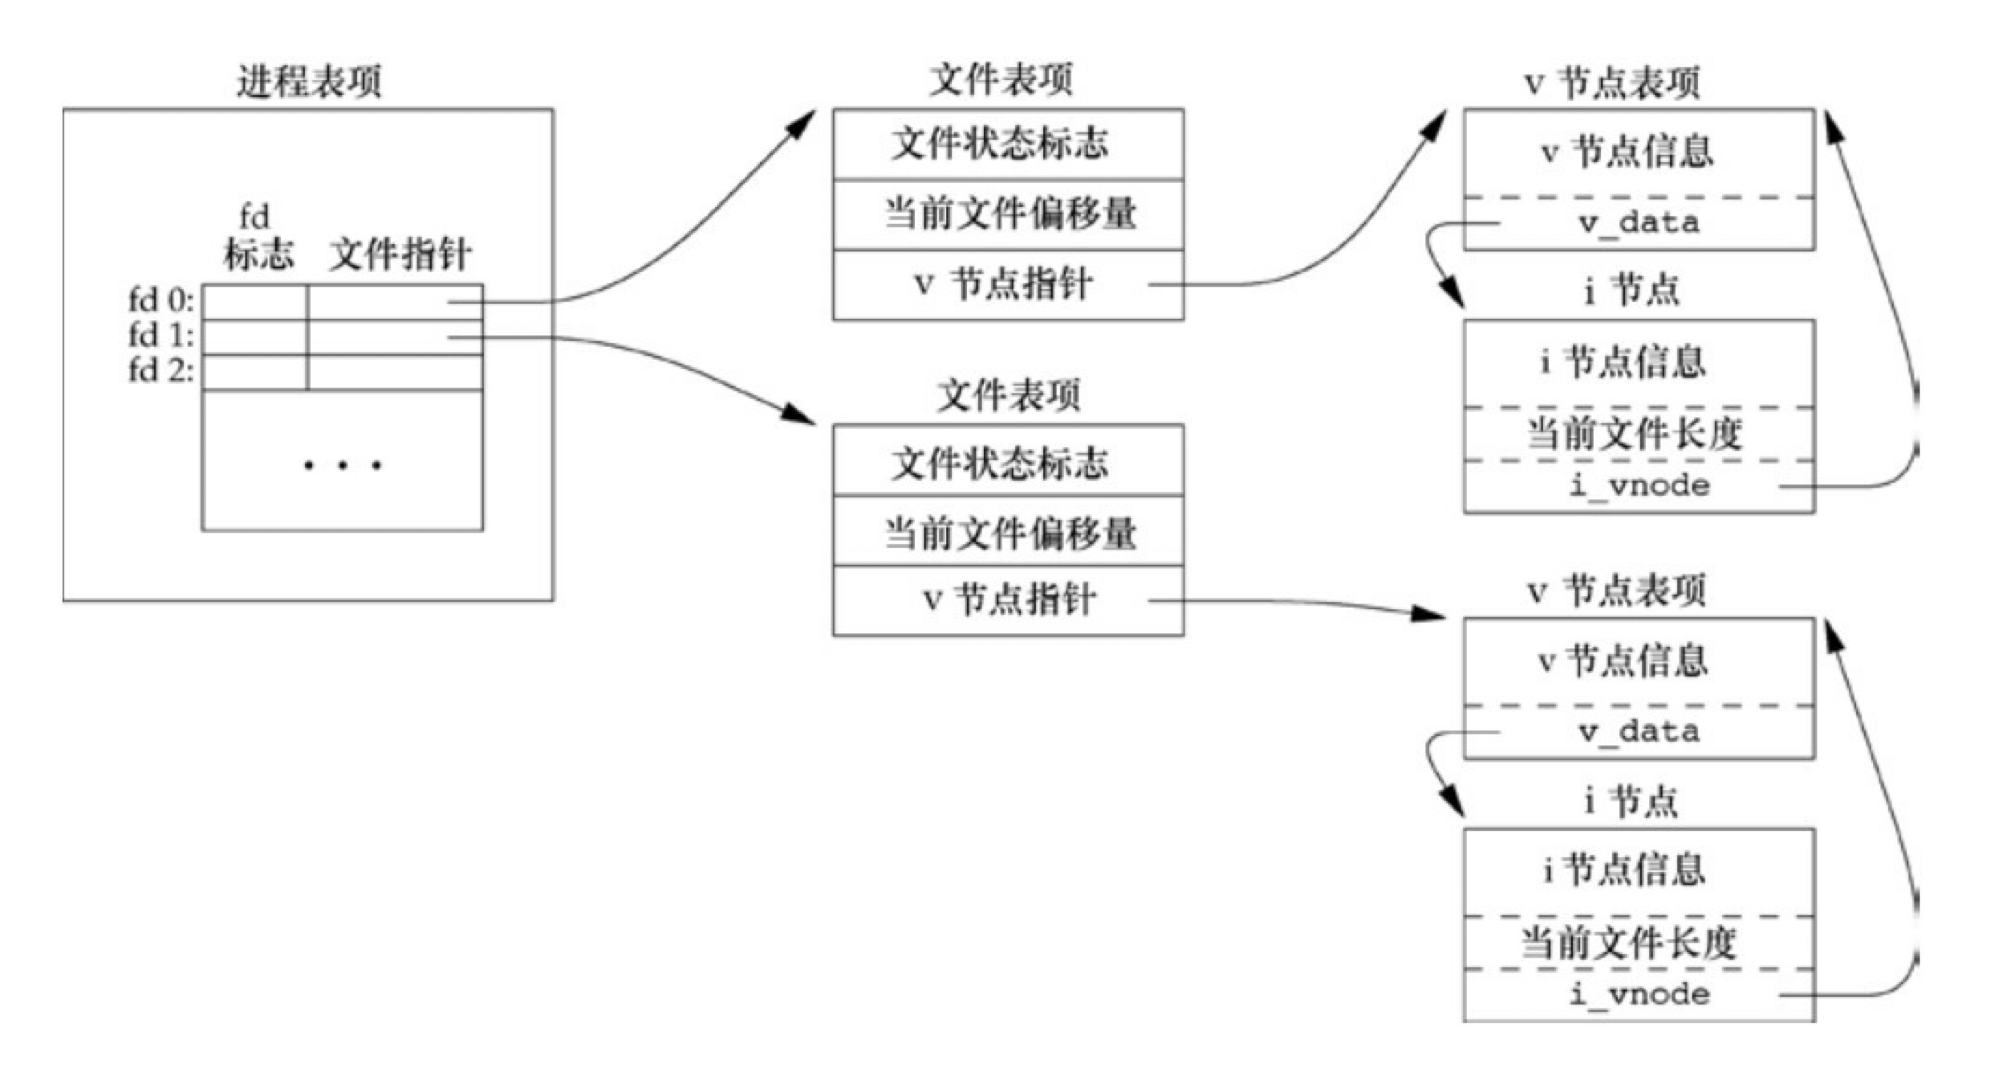 进程表项
fd
标志 文件指针
fd 0:
fd 1:
fd 2:
• • •
文件表项
文件状态标志
当前文件偏移量
v 节点指针
文件表项
文件状态标志
当前文件偏移量
v 节点指针
v 节点表项
v 节点信息
v_data
i 节点
i 节点信息
当前文件长度
i_vnode
v 节点表项
v 节点信息
v_data
i 节点
i 节点信息
当前文件长度
i_vnode